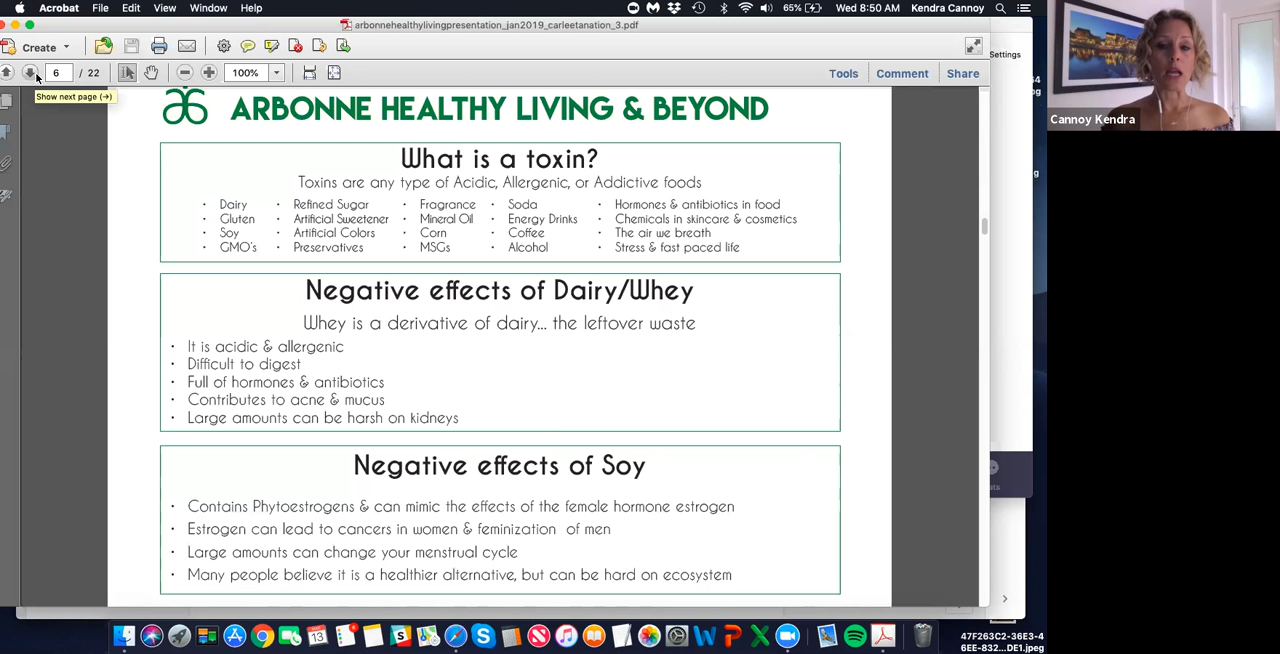 Acrobat File Edit View Window Help 65% Wed 8:50 AM Kendra Cannoy
arbonnehealthylivingpresentation_jan2019_carleetanation_3.pdf
Create
Settings
6 / 22 100% Tools Comment Share
Show next page (→)
Cannoy Kendra
ARBONNE HEALTHY LIVING & BEYOND
What is a toxin?
Toxins are any type of Acidic, Allergenic, or Addictive foods
· Dairy · Refined Sugar · Fragrance · Soda · Hormones & antibiotics in food
· Gluten · Artificial Sweetener · Mineral Oil · Energy Drinks · Chemicals in skincare & cosmetics
· Soy · Artificial Colors · Corn · Coffee · The air we breath
· GMO's · Preservatives · MSGs · Alcohol · Stress & fast paced life
Negative effects of Dairy/Whey
Whey is a derivative of dairy... the leftover waste
· It is acidic & allergenic
· Difficult to digest
· Full of hormones & antibiotics
· Contributes to acne & mucus
· Large amounts can be harsh on kidneys
Negative effects of Soy
· Contains Phytoestrogens & can mimic the effects of the female hormone estrogen
· Estrogen can lead to cancers in women & feminization of men
· Large amounts can change your menstrual cycle
· Many people believe it is a healthier alternative, but can be hard on ecosystem
47F263C2-36E3-4
6EE-832...DE1.jpeg